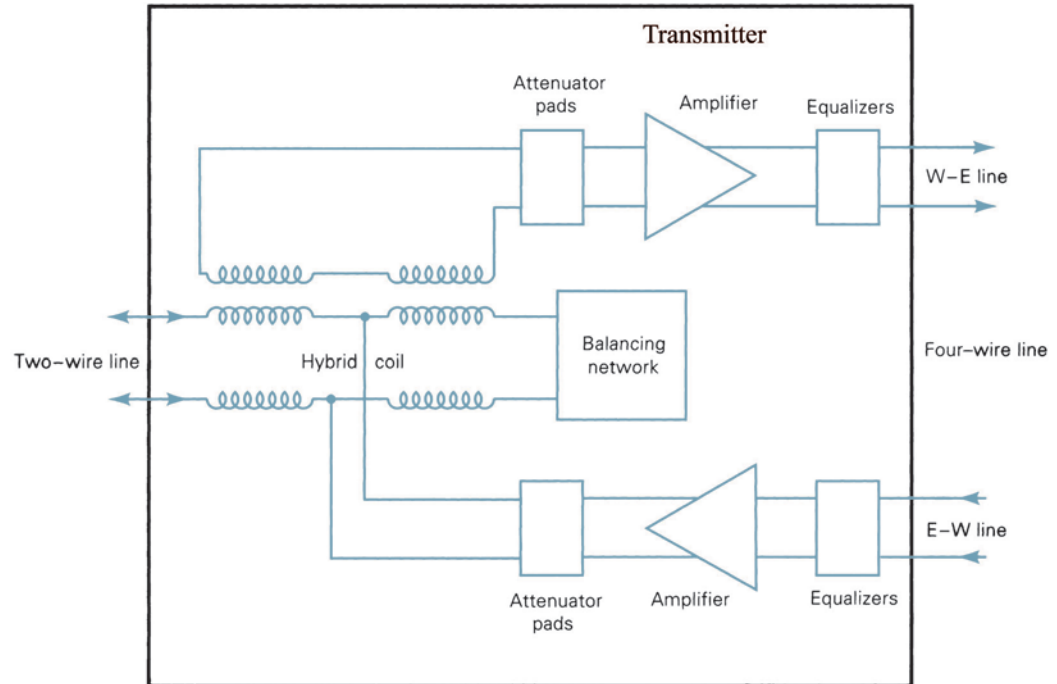 Transmitter
Attenuator
pads
Amplifier
Equalizers
W–E line
Two–wire line
Hybrid coil
Balancing
network
Four–wire line
E–W line
Attenuator
pads
Amplifier
Equalizers